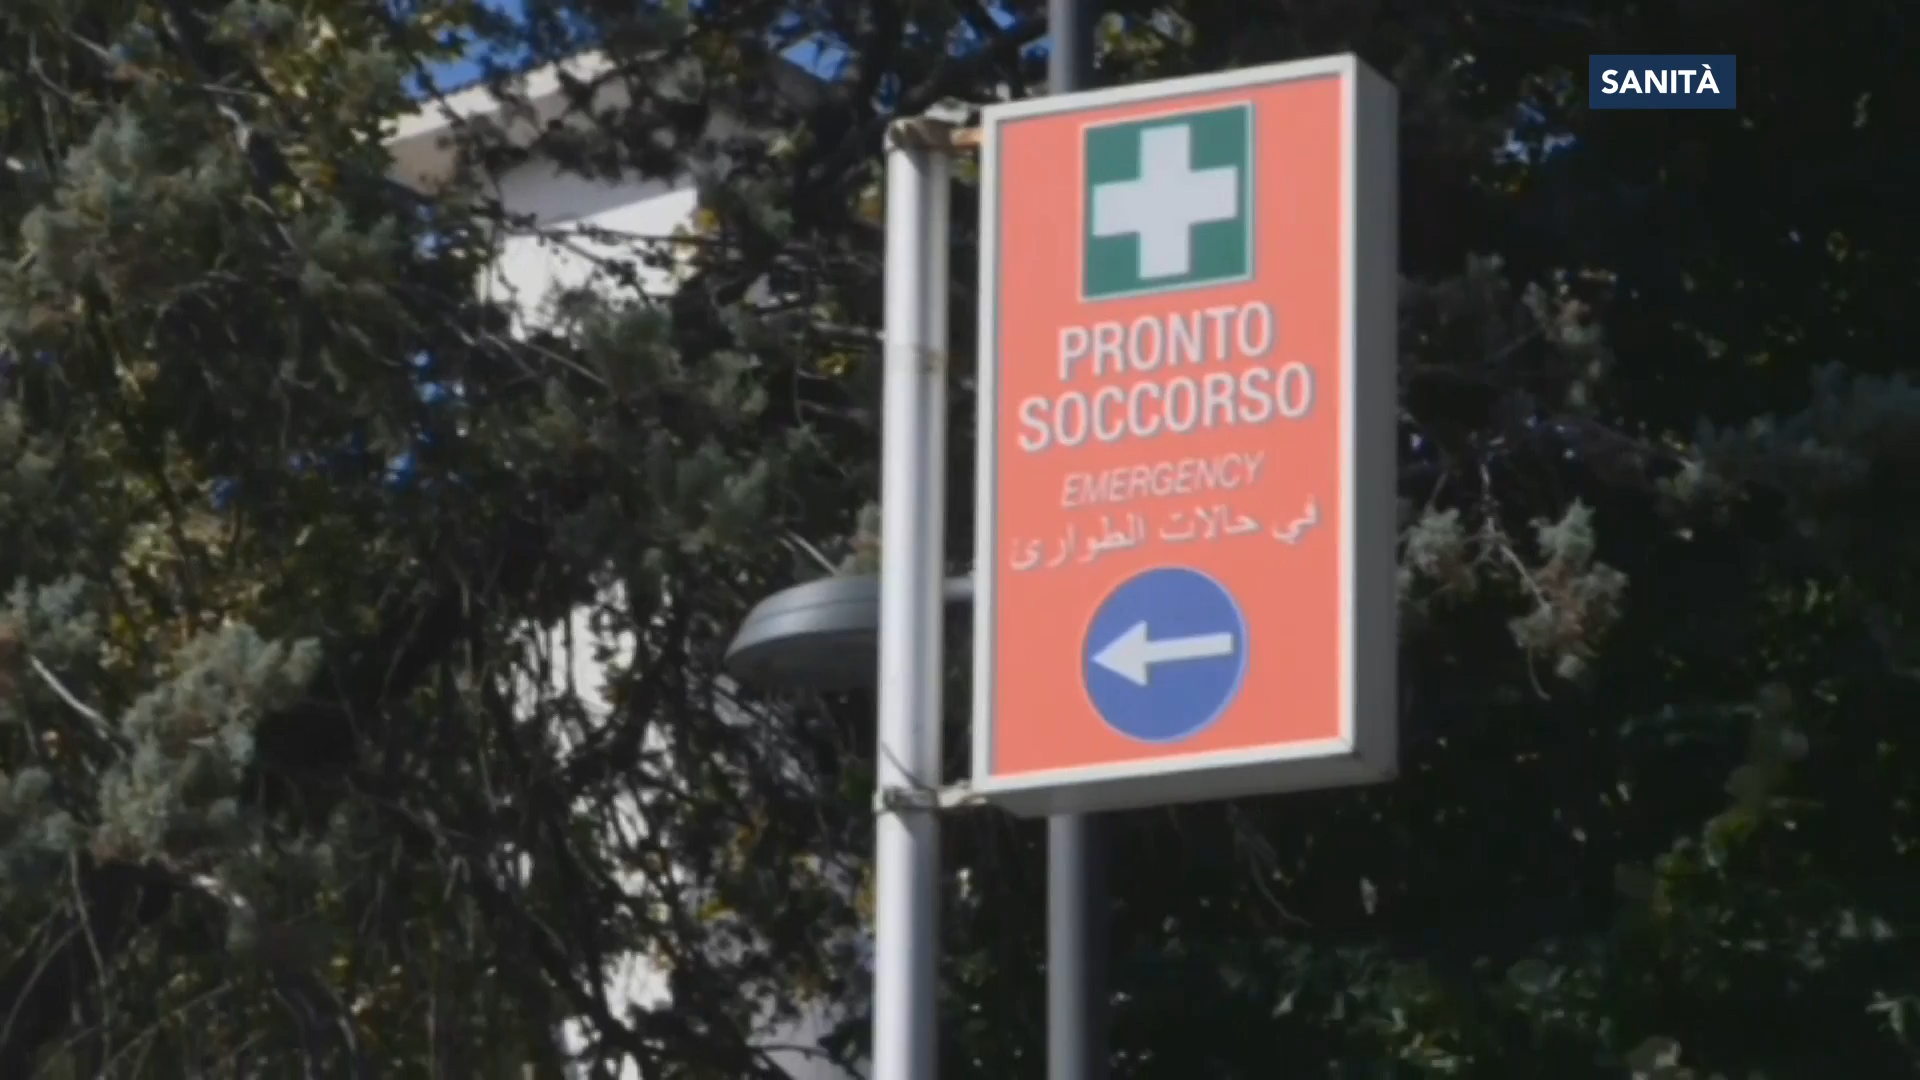 SANITÀ
PRONTO
SOCCORSO
EMERGENCY
في حالات الطوارئ